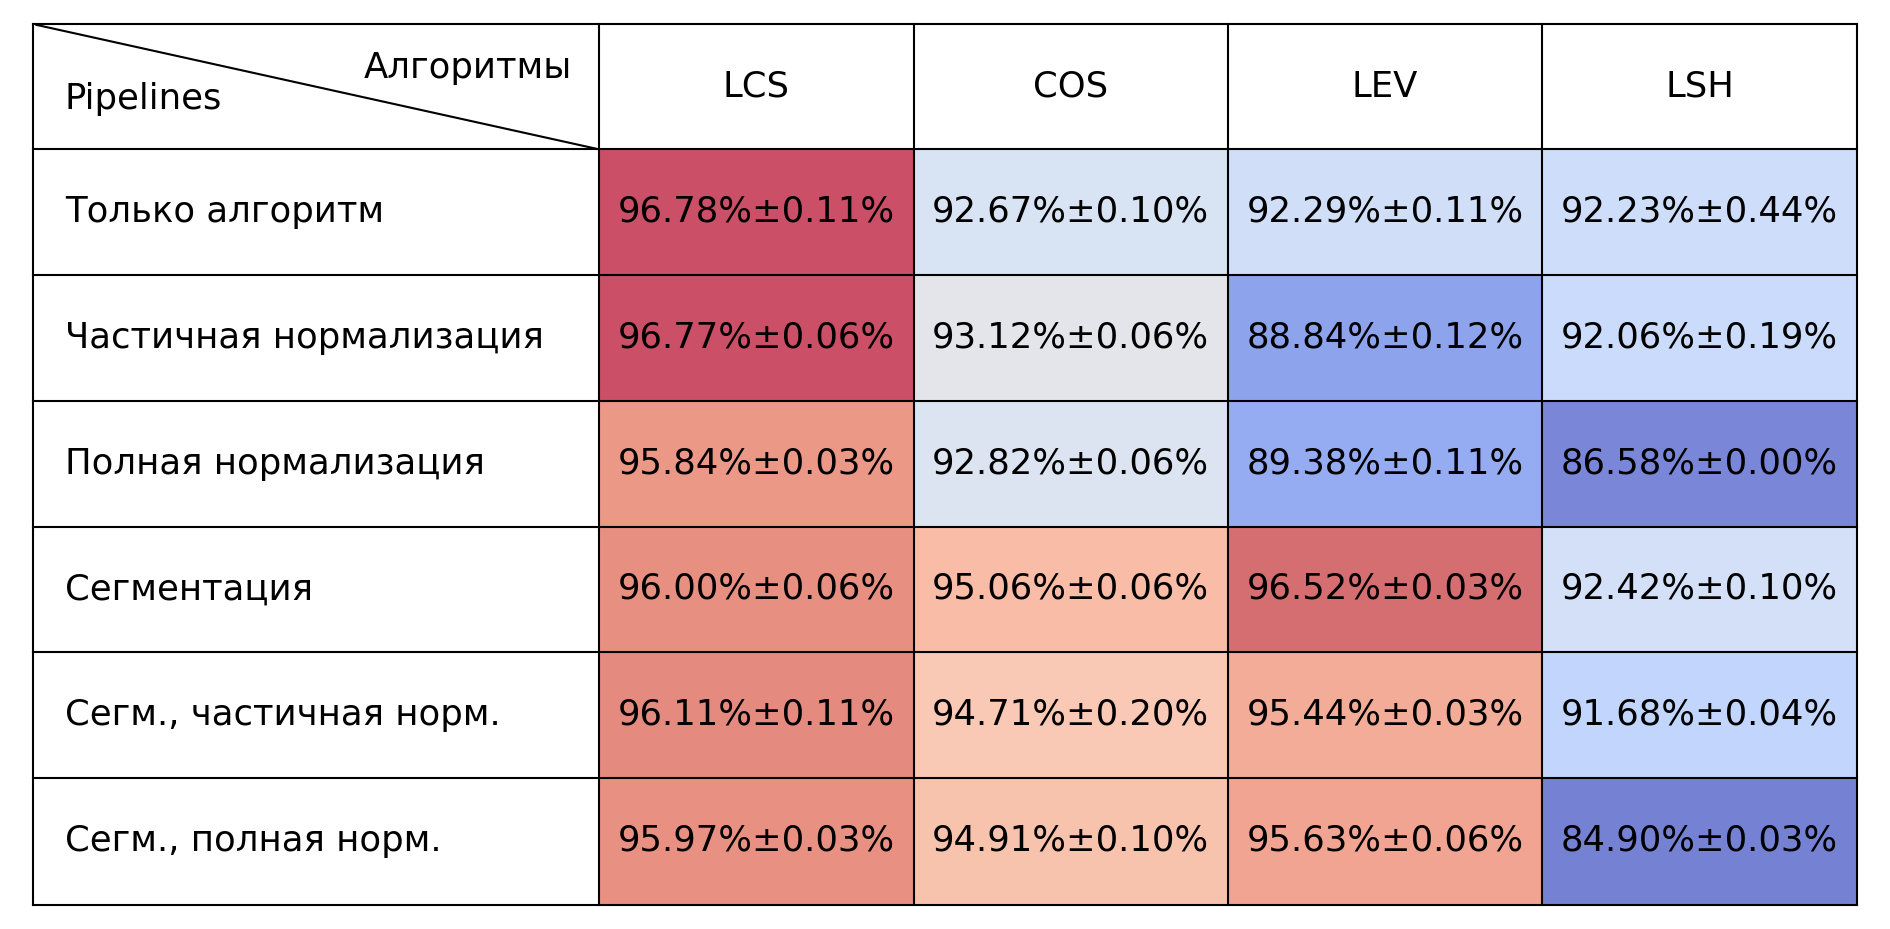 Алгоритмы
Pipelines
LCS COS LEV LSH
Только алгоритм 96.78%±0.11% 92.67%±0.10% 92.29%±0.11% 92.23%±0.44%
Частичная нормализация 96.77%±0.06% 93.12%±0.06% 88.84%±0.12% 92.06%±0.19%
Полная нормализация 95.84%±0.03% 92.82%±0.06% 89.38%±0.11% 86.58%±0.00%
Сегментация 96.00%±0.06% 95.06%±0.06% 96.52%±0.03% 92.42%±0.10%
Сегм., частичная норм. 96.11%±0.11% 94.71%±0.20% 95.44%±0.03% 91.68%±0.04%
Сегм., полная норм. 95.97%±0.03% 94.91%±0.10% 95.63%±0.06% 84.90%±0.03%